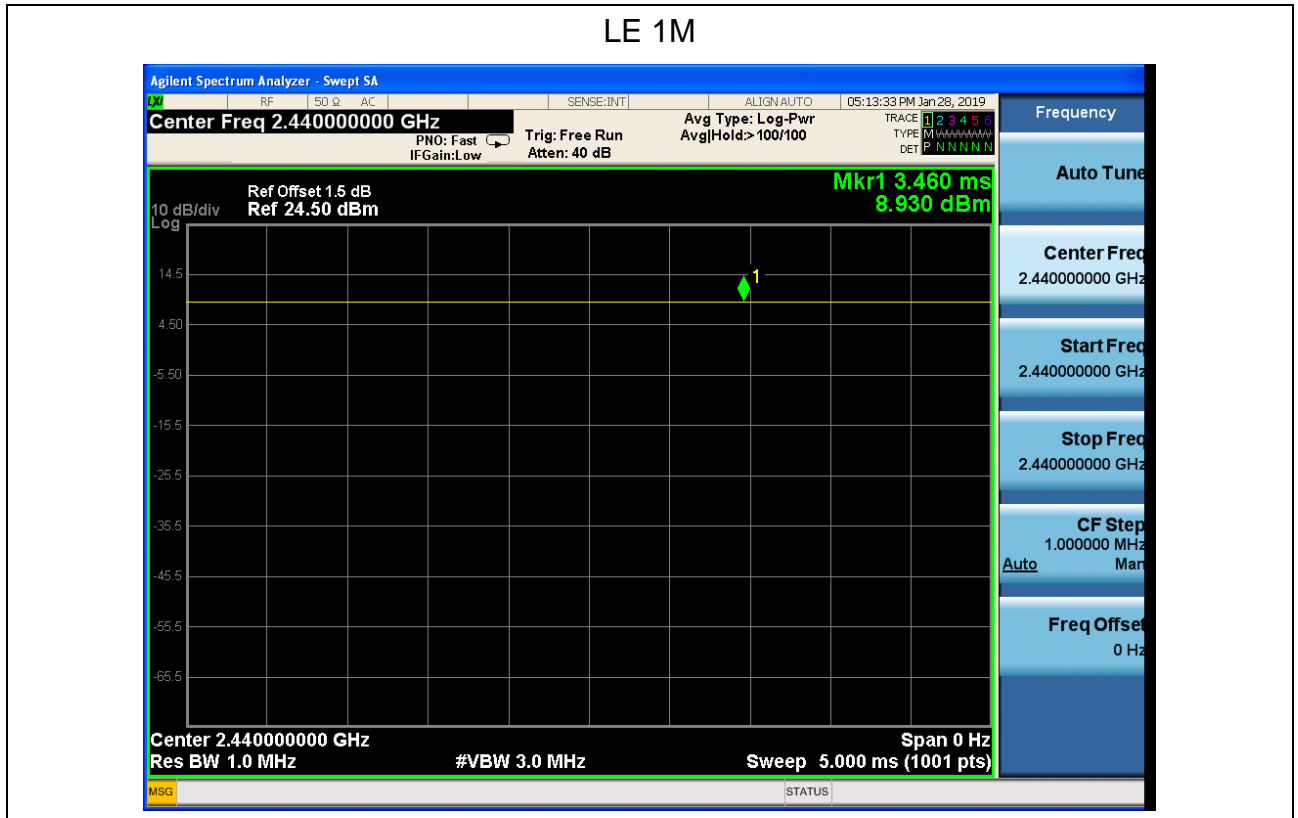 LE 1M
Agilent Spectrum Analyzer - Swept SA
LXI RF 50 Ω AC SENSE:INT ALIGN AUTO 05:13:33 PM Jan 28, 2019
Center Freq 2.440000000 GHz
PNO: Fast
IFGain:Low
Trig: Free Run
Atten: 40 dB
Avg Type: Log-Pwr
Avg|Hold:>100/100
TRACE 1 2 3 4 5 6
TYPE M
DET P N N N N N
Ref Offset 1.5 dB
Ref 24.50 dBm
10 dB/div
Log
Mkr1 3.460 ms
8.930 dBm
1
14.5
4.50
-5.50
-15.5
-25.5
-35.5
-45.5
-55.5
-65.5
Center 2.440000000 GHz
Res BW 1.0 MHz
#VBW 3.0 MHz
Span 0 Hz
Sweep 5.000 ms (1001 pts)
MSG
STATUS
Frequency
Auto Tune
Center Freq
2.440000000 GHz
Start Freq
2.440000000 GHz
Stop Freq
2.440000000 GHz
CF Step
1.000000 MHz
Auto Man
Freq Offset
0 Hz